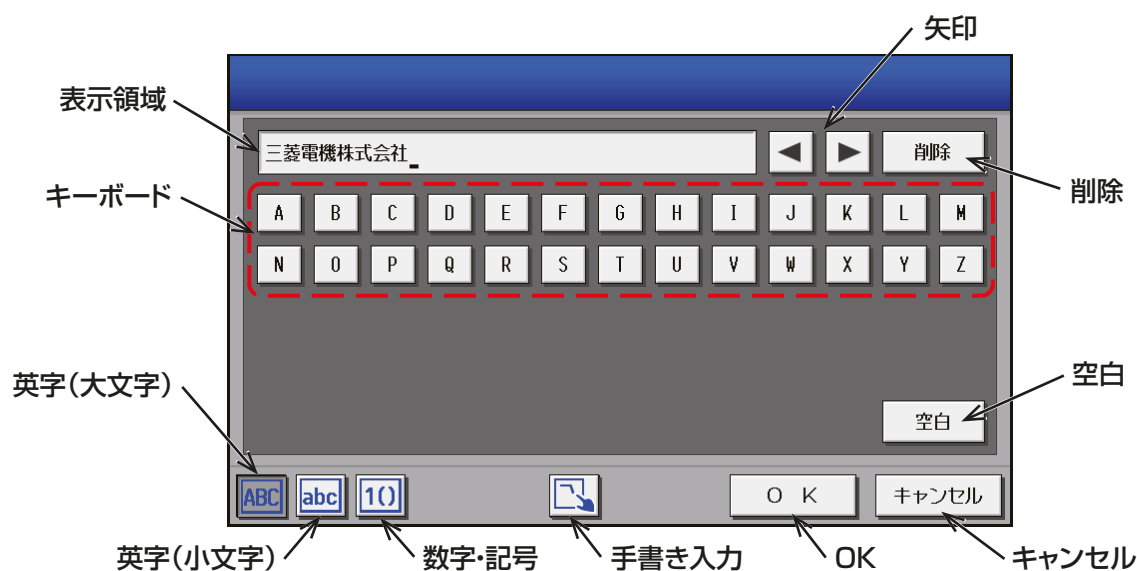 矢印
表示領域
三菱電機株式会社_
◀ ▶ 削除
キーボード
削除
A B C D E F G H I J K L M
N O P Q R S T U V W X Y Z
英字(大文字)
空白
空白
ABC abc 1() O K キャンセル
英字(小文字) 数字・記号 手書き入力 OK キャンセル